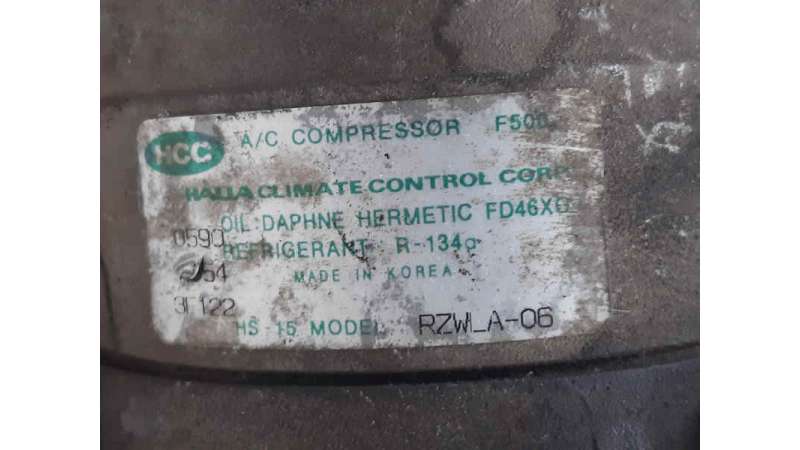 HCC A/C COMPRESSOR F500
HALLA CLIMATE CONTROL CORP
OIL:DAPHNE HERMETIC FD46XG
0590
REFRIGERANT R-134a
54
MADE IN KOREA
3F122
HS-15 MODEL RZWLA-06